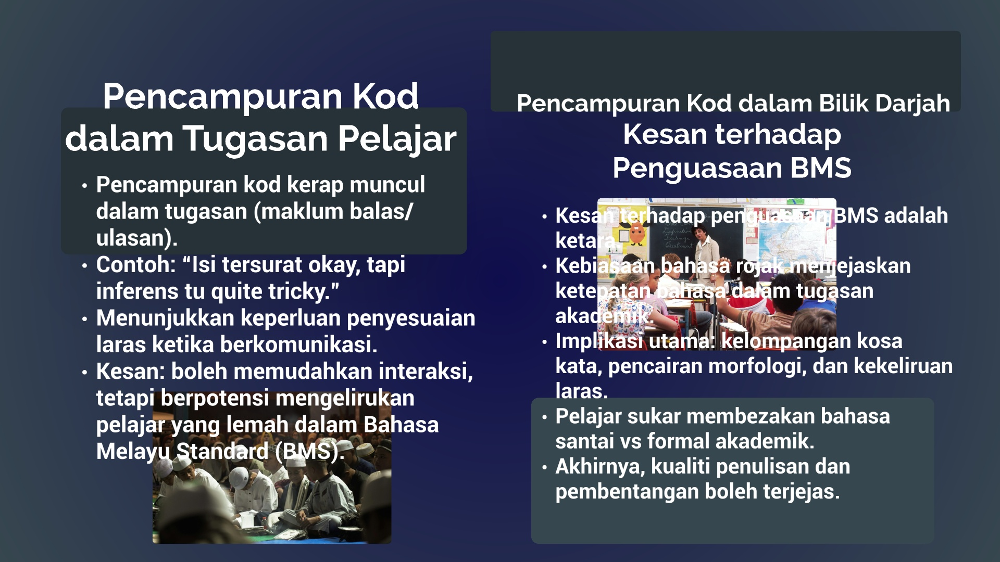 Pencampuran Kod
dalam Tugasan Pelajar
• Pencampuran kod kerap muncul
dalam tugasan (maklum balas/
ulasan).
• Contoh: “Isi tersurat okay, tapi
inferens tu quite tricky.”
• Menunjukkan keperluan penyesuaian
laras ketika berkomunikasi.
• Kesan: boleh memudahkan interaksi,
tetapi berpotensi mengelirukan
pelajar yang lemah dalam Bahasa
Melayu Standard (BMS).
Pencampuran Kod dalam Bilik Darjah
Kesan terhadap
Penguasaan BMS
• Kesan terhadap penguasaan BMS adalah
ketara.
• Kebiasaan bahasa rojak menjejaskan
ketepatan bahasa dalam tugasan
akademik.
• Implikasi utama: kelompangan kosa
kata, pencairan morfologi, dan kekeliruan
laras.
• Pelajar sukar membezakan bahasa
santai vs formal akademik.
• Akhirnya, kualiti penulisan dan
pembentangan boleh terjejas.
Definition
Feelings
Treatment